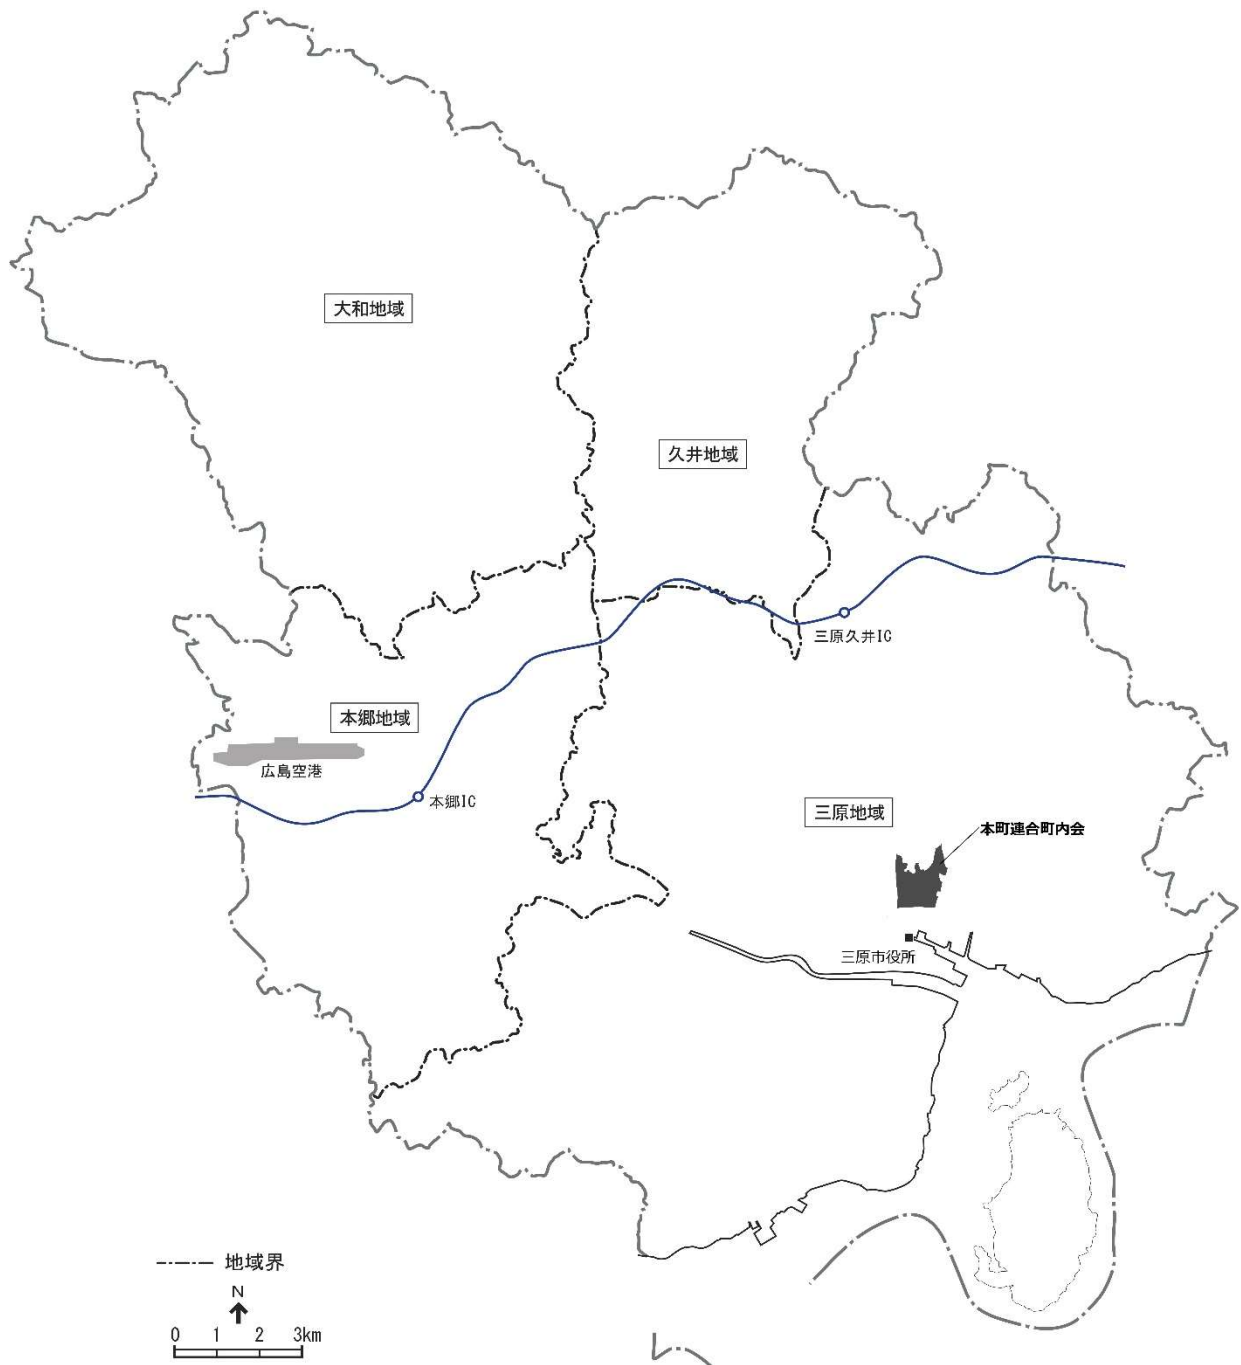 大和地域
久井地域
三原久井IC
本郷地域
広島空港
本郷IC
三原地域
本町連合町内会
三原市役所
地域界
N
0 1 2 3km